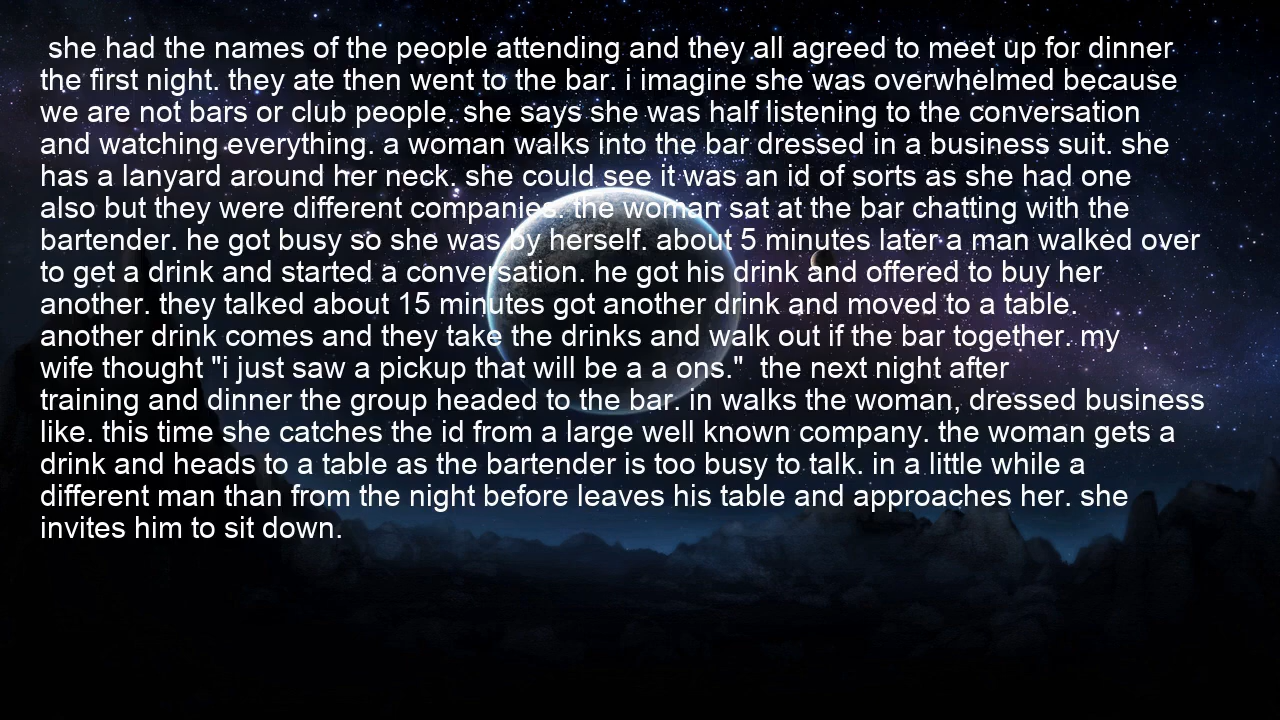 she had the names of the people attending and they all agreed to meet up for dinner
the first night. they ate then went to the bar. i imagine she was overwhelmed because
we are not bars or club people. she says she was half listening to the conversation
and watching everything. a woman walks into the bar dressed in a business suit. she
has a lanyard around her neck. she could see it was an id of sorts as she had one
also but they were different companies. the woman sat at the bar chatting with the
bartender. he got busy so she was by herself. about 5 minutes later a man walked over
to get a drink and started a conversation. he got his drink and offered to buy her
another. they talked about 15 minutes got another drink and moved to a table.
another drink comes and they take the drinks and walk out if the bar together. my
wife thought "i just saw a pickup that will be a a ons."  the next night after
training and dinner the group headed to the bar. in walks the woman, dressed business
like. this time she catches the id from a large well known company. the woman gets a
drink and heads to a table as the bartender is too busy to talk. in a little while a
different man than from the night before leaves his table and approaches her. she
invites him to sit down.